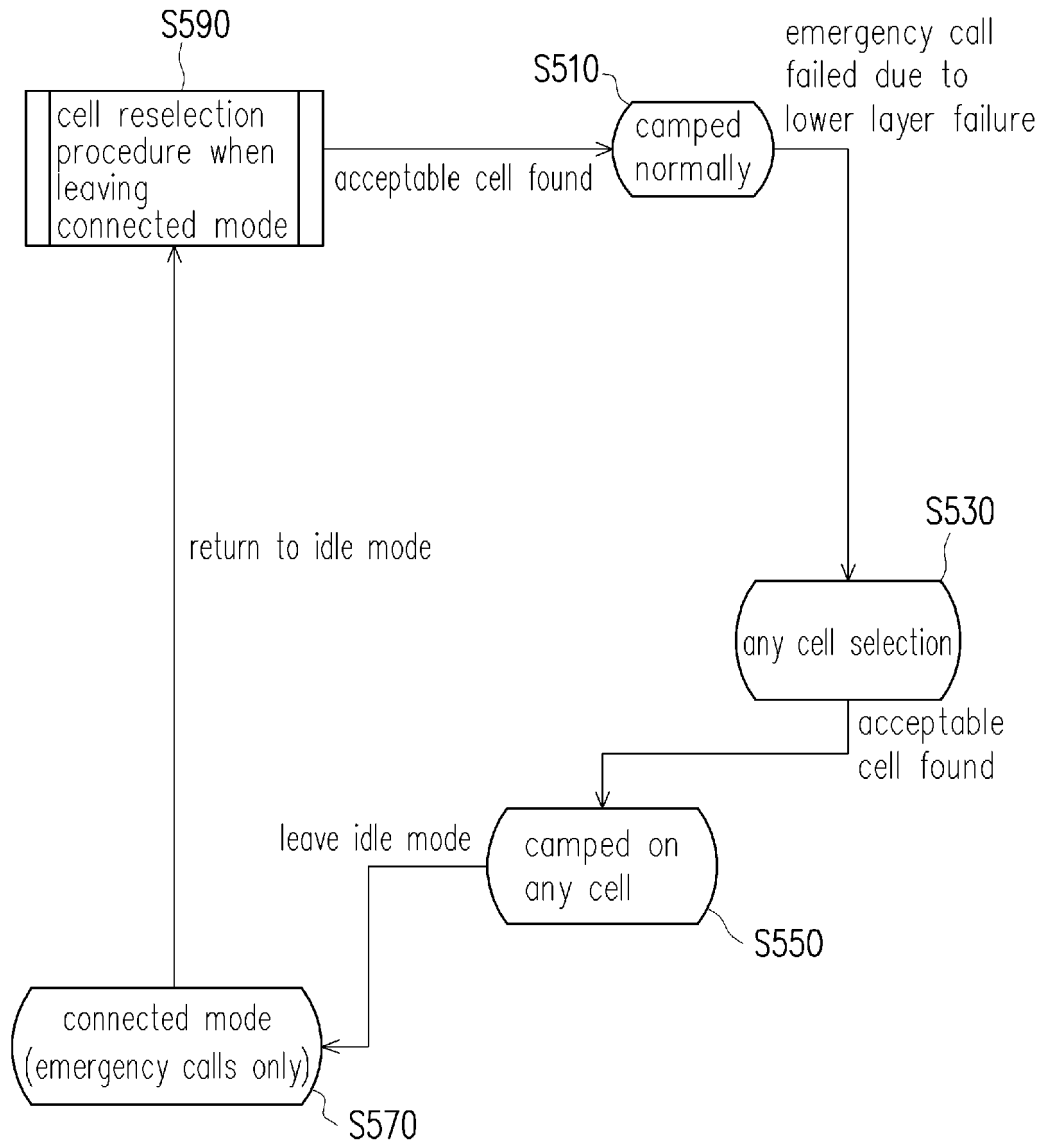 S590
cell reselection
procedure when
leaving
connected mode
acceptable cell found
S510
camped
normally
emergency call
failed due to
lower layer failure
S530
any cell selection
acceptable
cell found
return to idle mode
leave idle mode
camped on
any cell
S550
connected mode
(emergency calls only)
S570